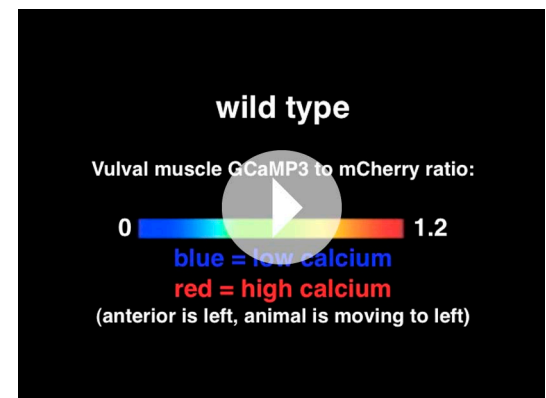 wild type
Vulval muscle GCaMP3 to mCherry ratio:
0 1.2
blue = low calcium
red = high calcium
(anterior is left, animal is moving to left)